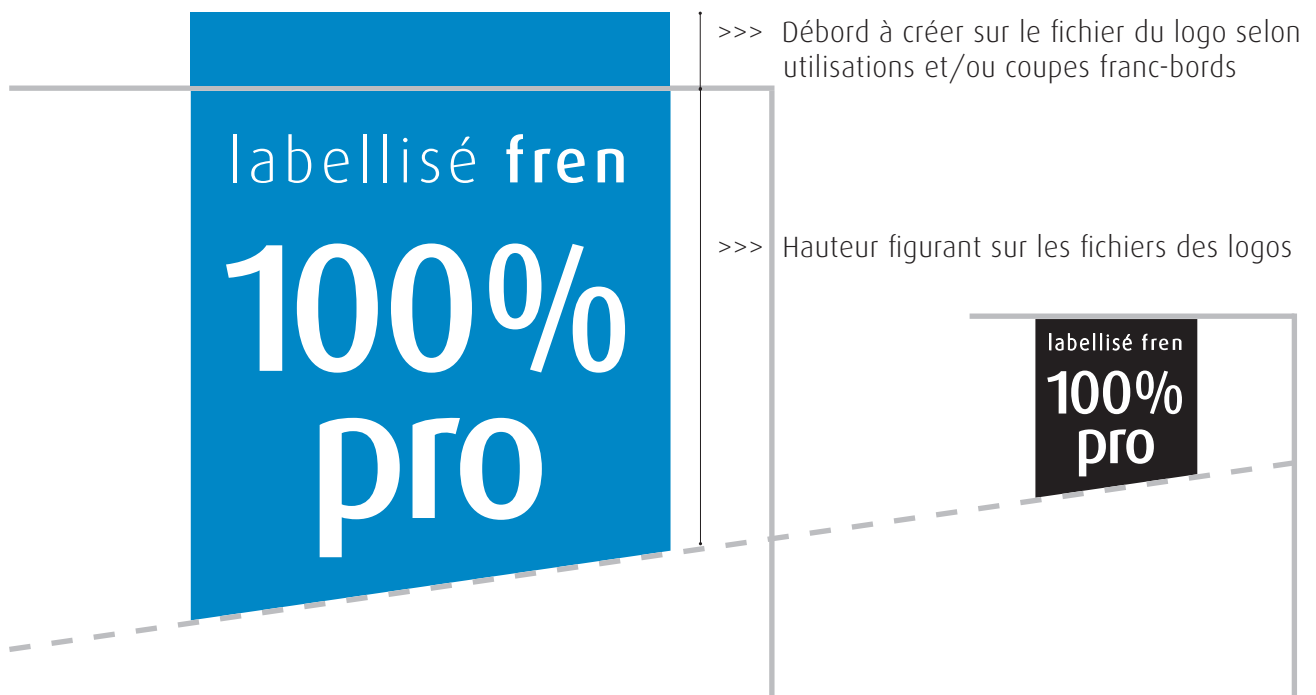 >>> Débord à créer sur le fichier du logo selon
utilisations et/ou coupes franc-bords
labellisé fren
100%
pro
>>> Hauteur figurant sur les fichiers des logos
labellisé fren
100%
pro